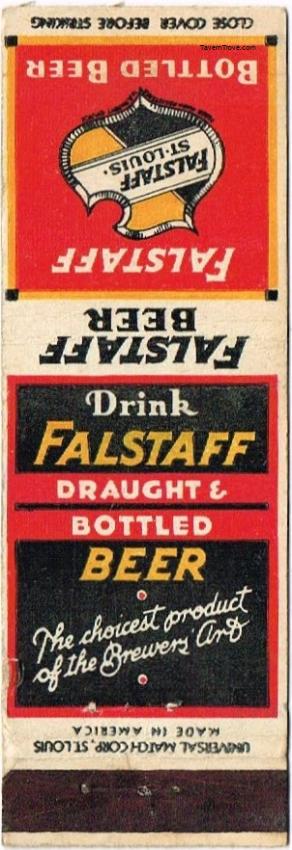 CLOSE COVER BEFORE STRIKING
TavernTrove.com
BOTTLED BEER
FALSTAFF
ST. LOUIS.
FALSTAFF
FALSTAFF
BEER
Drink
FALSTAFF
DRAUGHT &
BOTTLED
BEER
The choicest product
of the Brewers' Art
MADE IN AMERICA
UNIVERSAL MATCH CORP., ST. LOUIS